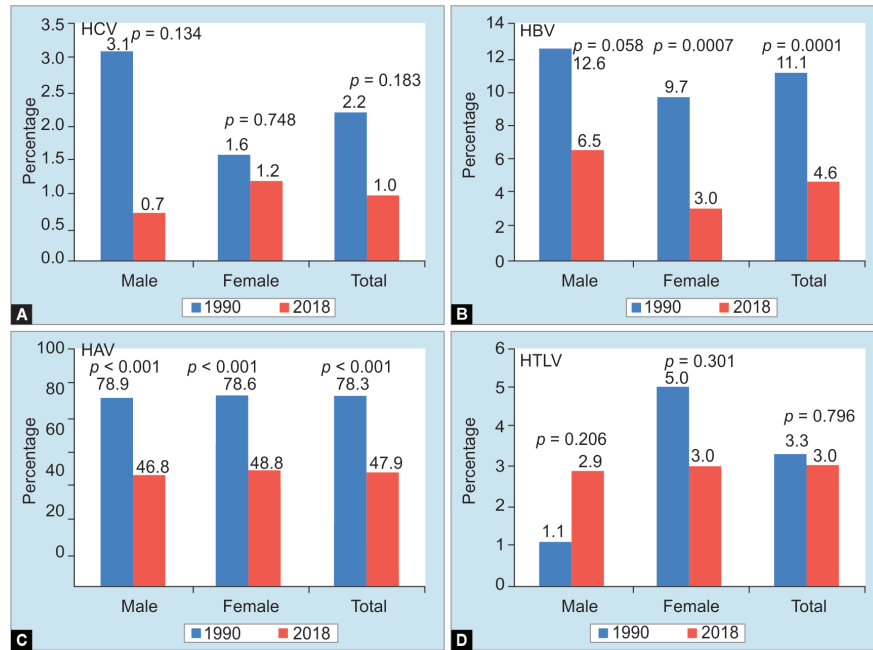 HCV
3.5
3.0
2.5
2.0
1.5
1.0
0.5
0.0
Percentage
3.1
p = 0.134
0.7
p = 0.748
1.6
1.2
p = 0.183
2.2
1.0
Male Female Total
1990 2018
A
HBV
14
12
10
8
6
4
2
0
Percentage
p = 0.058
12.6
6.5
p = 0.0007
9.7
3.0
p = 0.0001
11.1
4.6
Male Female Total
1990 2018
B
HAV
100
80
80
40
20
0
Percentage
p < 0.001
78.9
46.8
p < 0.001
78.6
48.8
p < 0.001
78.3
47.9
Male Female Total
1990 2018
C
HTLV
6
5
4
3
2
1
0
Percentage
p = 0.206
1.1
2.9
p = 0.301
5.0
3.0
p = 0.796
3.3
3.0
Male Female Total
1990 2018
D